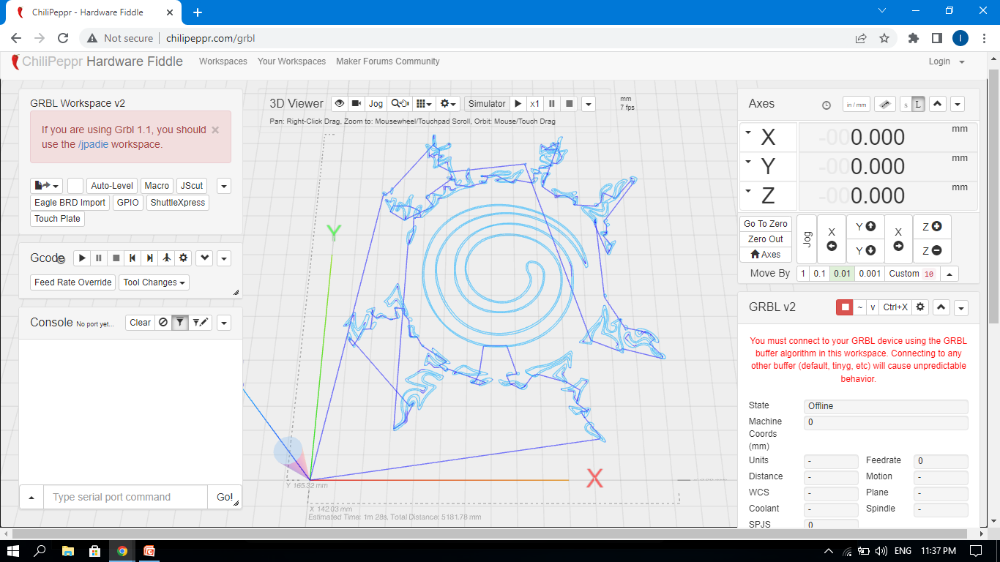 ChiliPeppr - Hardware Fiddle
Not secure
chilipeppr.com/grbl
I
ChiliPeppr Hardware Fiddle
Workspaces
Your Workspaces
Maker Forums Community
Login
GRBL Workspace v2
If you are using Grbl 1.1, you should
use the /jpadie workspace.
Auto-Level
Macro
JScut
Eagle BRD Import
GPIO
ShuttleXpress
Touch Plate
Gcode
Feed Rate Override
Tool Changes
Console No port yet...
Clear
Type serial port command
Go!
3D Viewer
Jog
Simulator
x1
mm
7 fps
Pan: Right-Click Drag, Zoom to: Mousewheel/Touchpad Scroll, Orbit: Mouse/Touch Drag
Y
X
Y 165.32 mm
X 142.03 mm
Estimated Time: 1m 28s, Total Distance: 5181.78 mm
Axes
in / mm
s
L
X
-000.000
mm
Y
-000.000
mm
Z
-000.000
mm
Go To Zero
Zero Out
Axes
Jog
X
Y
Y
X
Z
Z
Move By
1
0.1
0.01
0.001
Custom 10
GRBL v2
~
v
Ctrl+X
You must connect to your GRBL device using the GRBL
buffer algorithm in this workspace. Connecting to any
other buffer (default, tinyg, etc) will cause unpredictable
behavior.
State
Offline
Machine
Coords
(mm)
0
Units
-
Feedrate
0
Distance
-
Motion
-
WCS
-
Plane
-
Coolant
-
Spindle
-
SPJS
0
ENG
11:37 PM